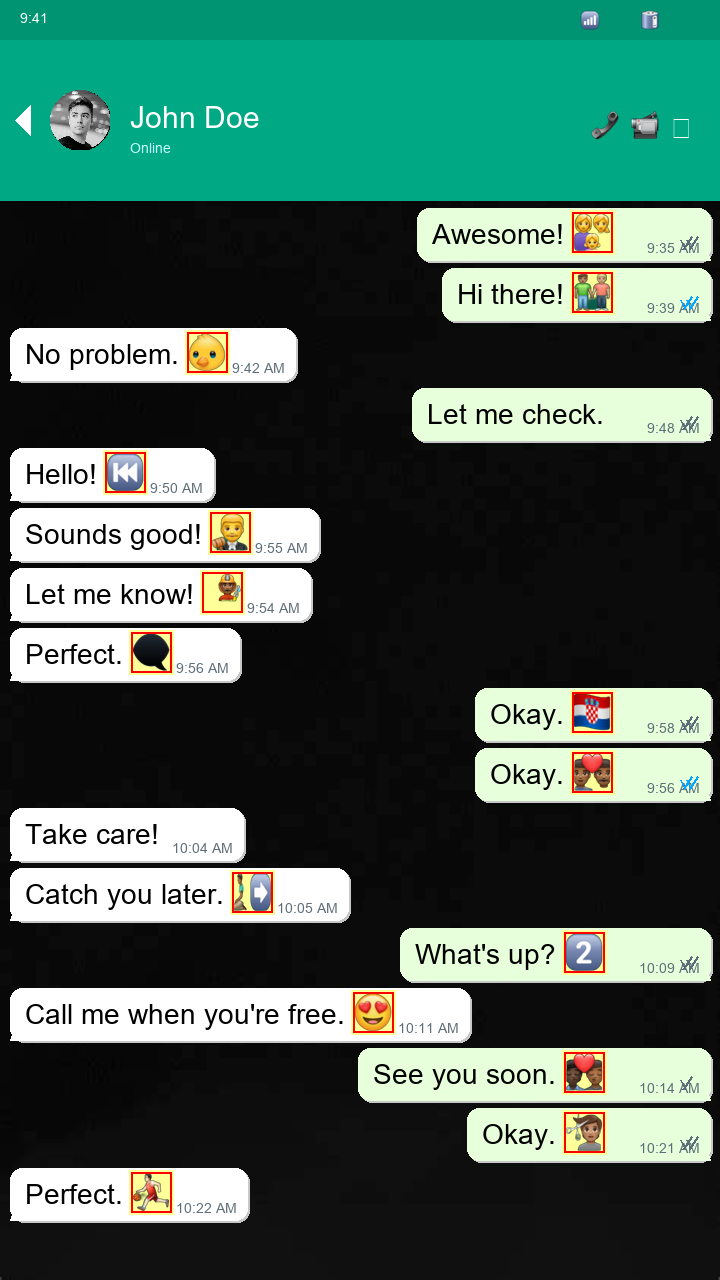 9:41
John Doe
Online
Awesome! 👩‍👩‍👧 9:35 AM
Hi there! 9:39 AM
No problem. 🐤 9:42 AM
Let me check. 9:48 AM
Hello! ⏮️ 9:50 AM
Sounds good! 9:55 AM
Let me know! 9:54 AM
Perfect. 🗨 9:56 AM
Okay. 🇭🇷 9:58 AM
Okay. 9:56 AM
Take care! 10:04 AM
Catch you later. 10:05 AM
What's up? 2️⃣ 10:09 AM
Call me when you're free. 😍 10:11 AM
See you soon. 10:14 AM
Okay. 10:21 AM
Perfect. 10:22 AM